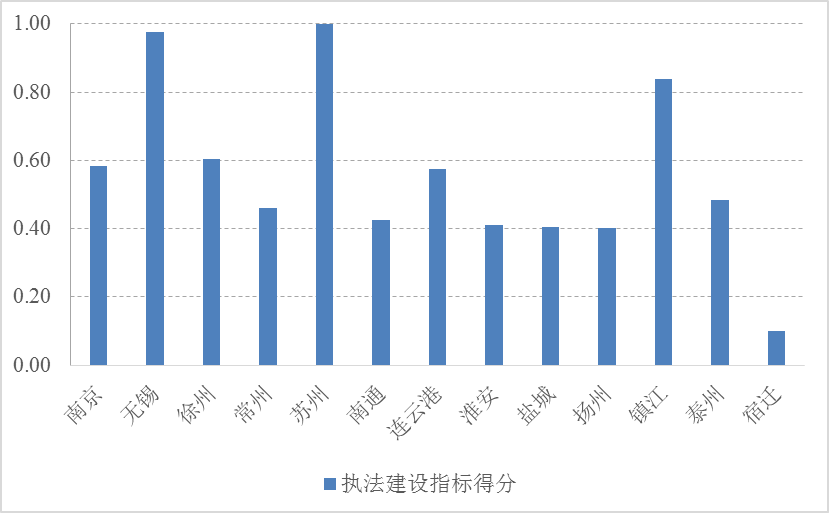 1.00
0.80
0.60
0.40
0.20
0.00
南京
无锡
徐州
常州
苏州
南通
连云港
淮安
盐城
扬州
镇江
泰州
宿迁
执法建设指标得分